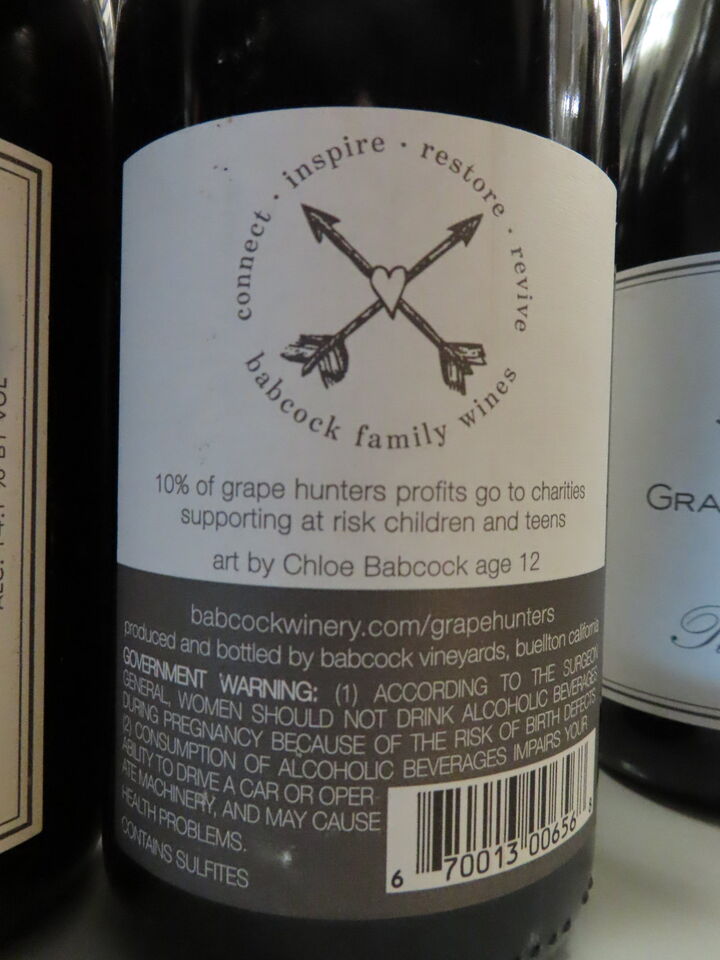 connect · inspire · restore · revive
babcock family wines
10% of grape hunters profits go to charities
supporting at risk children and teens
art by Chloe Babcock age 12
babcockwinery.com/grapehunters
produced and bottled by babcock vineyards, buellton california
GOVERNMENT WARNING: (1) ACCORDING TO THE SURGEON
GENERAL, WOMEN SHOULD NOT DRINK ALCOHOLIC BEVERAGES
DURING PREGNANCY BECAUSE OF THE RISK OF BIRTH DEFECTS.
(2) CONSUMPTION OF ALCOHOLIC BEVERAGES IMPAIRS YOUR
ABILITY TO DRIVE A CAR OR OPER-
ATE MACHINERY, AND MAY CAUSE
HEALTH PROBLEMS.
CONTAINS SULFITES
6 70013 00656 8
% BY VOL
GRA